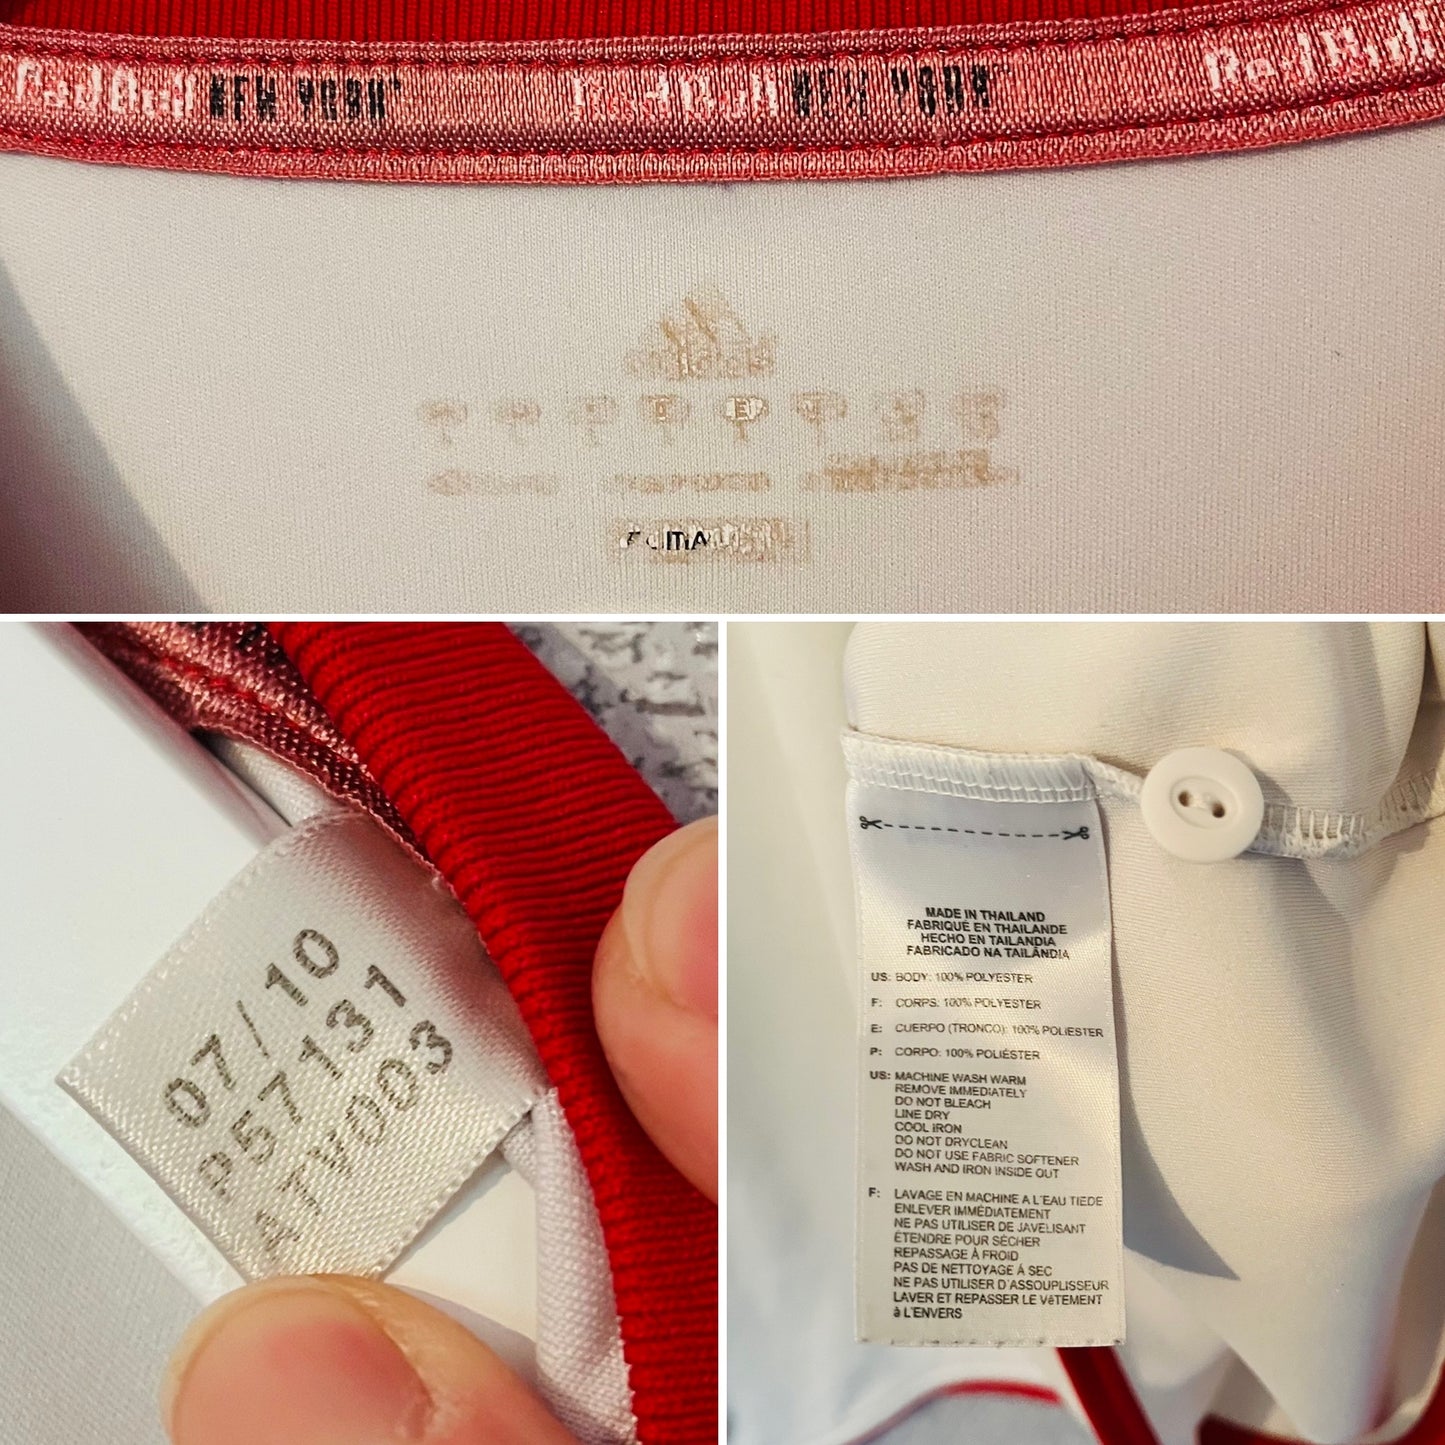 RedBull NEW YORK RedBull NEW YORK RedBull
07/10
MADE IN THAILAND
FABRIQUÉ EN THAILANDE
HECHO EN TAILANDIA
FABRICADO NA TAILÂNDIA
US: BODY: 100% POLYESTER
F: CORPS: 100% POLYESTER
E: CUERPO (TRONCO): 100% POLIESTER
P: CORPO: 100% POLIÉSTER
US: MACHINE WASH WARM
REMOVE IMMEDIATELY
DO NOT BLEACH
LINE DRY
COOL IRON
DO NOT DRYCLEAN
DO NOT USE FABRIC SOFTENER
WASH AND IRON INSIDE OUT
F: LAVAGE EN MACHINE A L'EAU TIEDE
ENLEVER IMMÉDIATEMENT
NE PAS UTILISER DE JAVELISANT
ÉTENDRE POUR SÉCHER
REPASSAGE À FROID
PAS DE NETTOYAGE Á SEC
NE PAS UTILISER D'ASSOUPLISSEUR
LAVER ET REPASSER LE VêTEMENT
à L'ENVERS